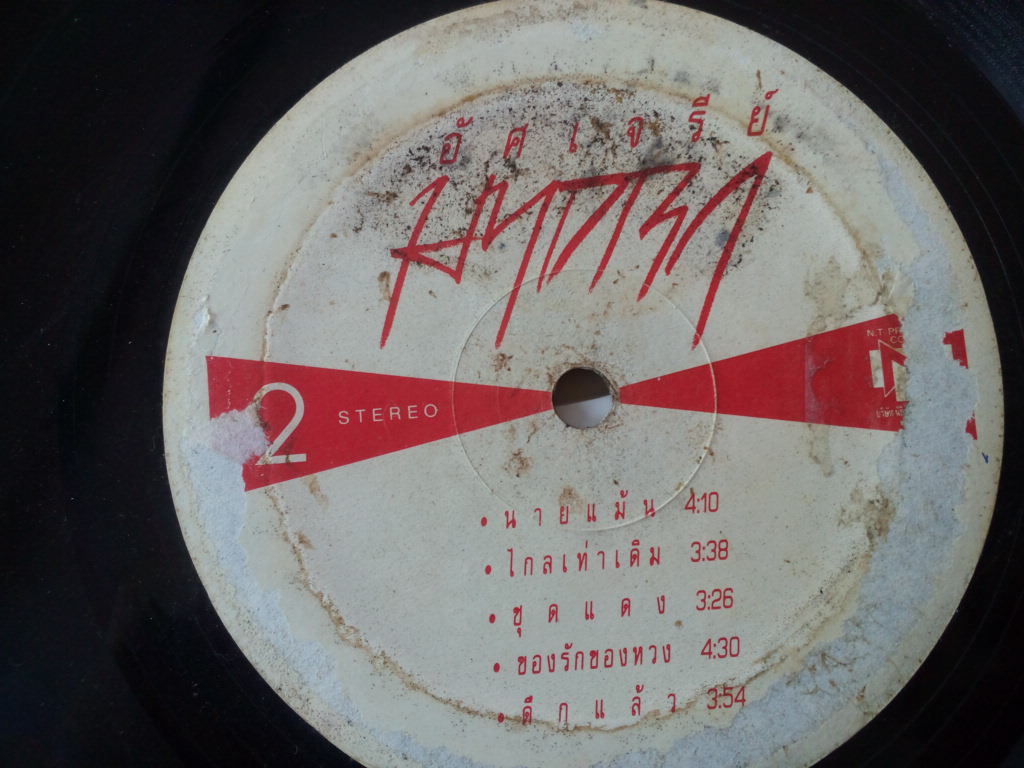 อัศเจรีย์
2 STEREO
• นายแม้น 4:10
• ไกลเท่าเดิม 3:38
• ชุดแดง 3:26
• ของรักของหวง 4:30
• ดึกแล้ว 3:54